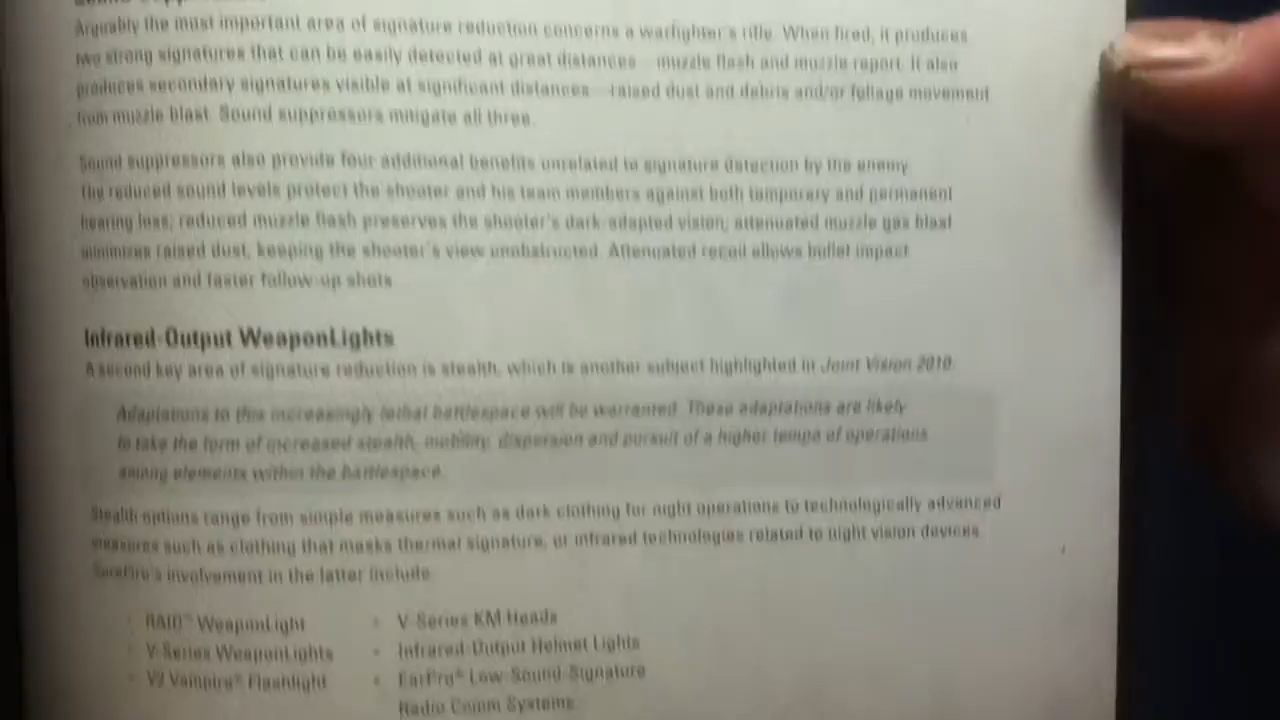 Arguably the most important area of signature reduction concerns a warfighter's rifle. When fired, it produces
two strong signatures that can be easily detected at great distances—muzzle flash and muzzle report. It also
produces secondary signatures visible at significant distances—raised dust and debris and/or foliage movement
from muzzle blast. Sound suppressors mitigate all three.
Sound suppressors also provide four additional benefits unrelated to signature detection by the enemy.
The reduced sound levels protect the shooter and his team members against both temporary and permanent
hearing loss; reduced muzzle flash preserves the shooter's dark-adapted vision; attenuated muzzle gas blast
minimizes raised dust, keeping the shooter's view unobstructed. Attenuated recoil allows bullet impact
observation and faster follow-up shots.
Infrared-Output WeaponLights
A second key area of signature reduction is stealth, which is another subject highlighted in Joint Vision 2010:
Adaptations to this increasingly lethal battlespace will be warranted. These adaptations are likely
to take the form of increased stealth, mobility, dispersion and pursuit of a higher tempo of operations
among elements within the battlespace.
Stealth options range from simple measures such as dark clothing for night operations to technologically advanced
measures such as clothing that masks thermal signature, or infrared technologies related to night vision devices.
SureFire's involvement in the latter include:
• RAID™ WeaponLight
• V-Series WeaponLights
• V2 Vampire® Flashlight
• V-Series KM Heads
• Infrared-Output Helmet Lights
• EarPro® Low-Sound-Signature
Radio Comm Systems